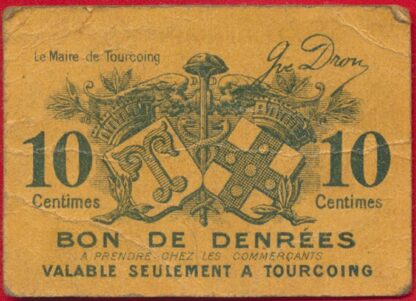 Le Maire de Tourcoing
Gve Dron
10 10
Centimes Centimes
T
BON DE DENRÉES
A PRENDRE CHEZ LES COMMERÇANTS
VALABLE SEULEMENT A TOURCOING